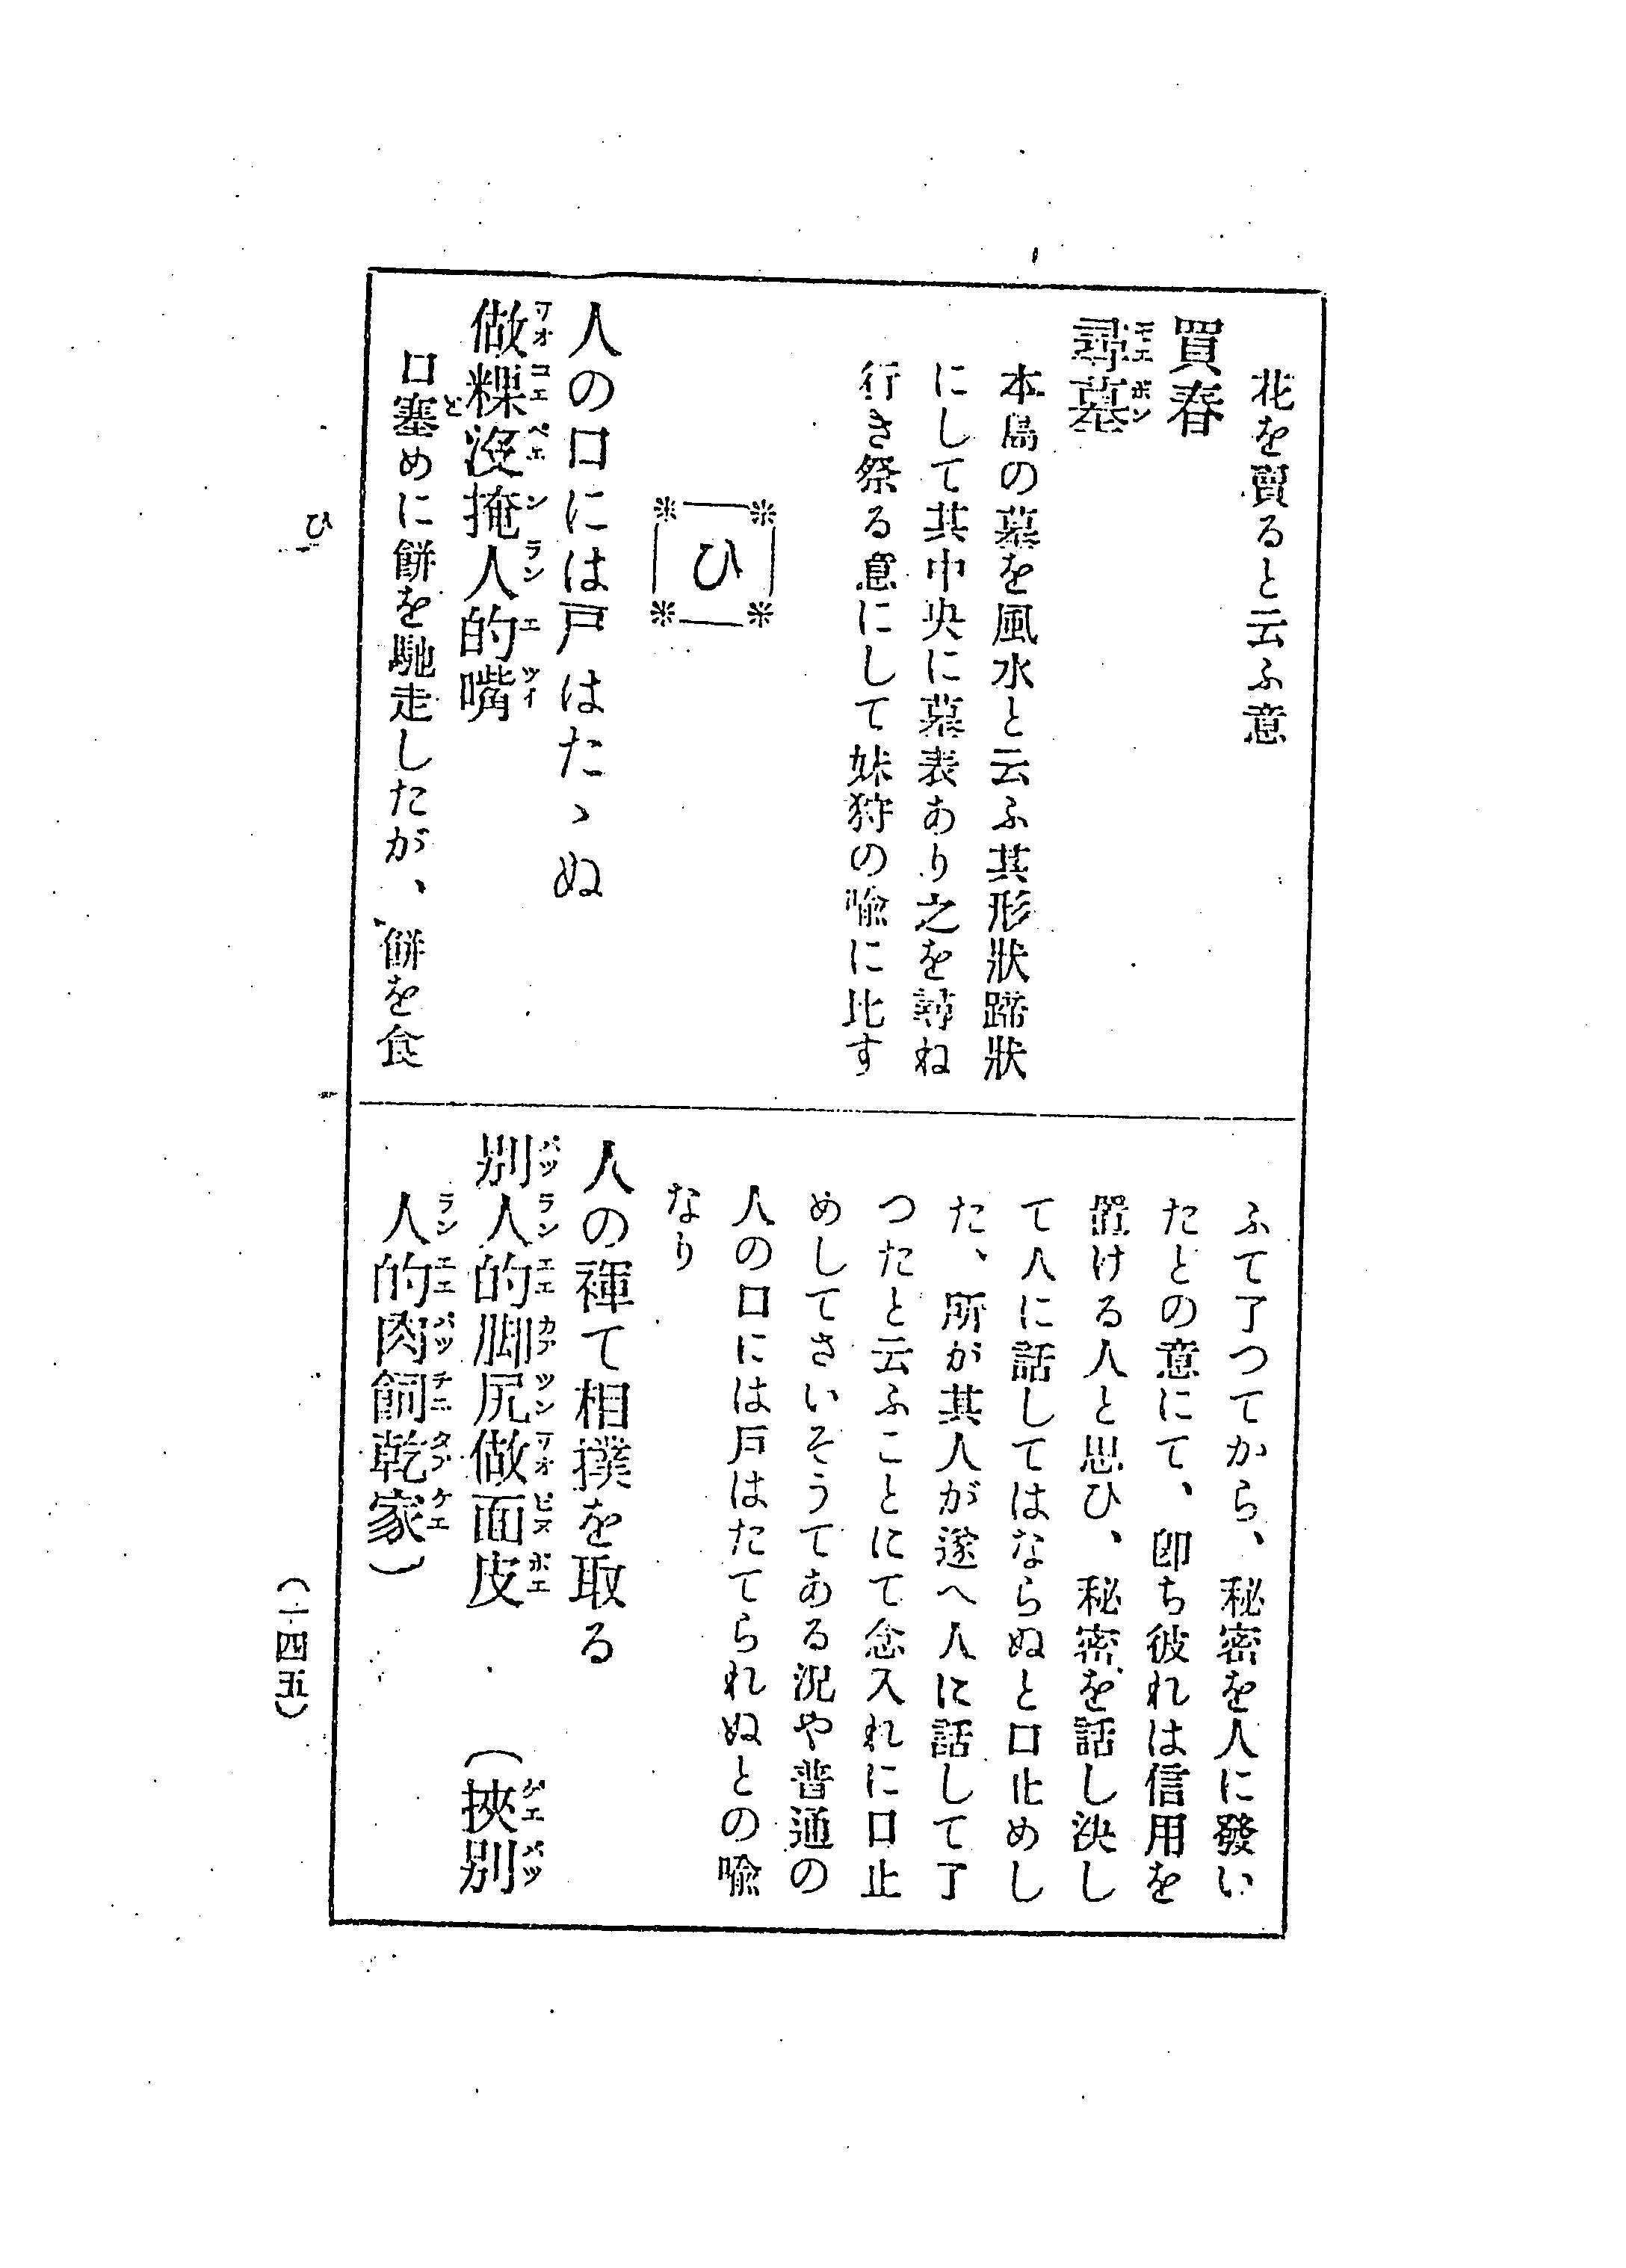 花を賣ると云ふ意
買春
尋墓
本島の墓を風水と云ふ其形狀蹄狀
にして其中央に墓表あり之を尋ね
行き祭る意にして妹狩の喩に比す
ひ
人の口には戸はたゝぬ
做粿沒掩人的嘴
口塞めに餅を馳走したが、餅を食
ふて了つてから、秘密を人に發い
たとの意にて、卽ち彼れは信用を
置ける人と思ひ、秘密を話し決し
て人に話してはならぬと口止めし
た、所が其人が遂へ人に話して了
つたと云ふことにて念入れに口止
めしてさいそうてある況や普通の
人の口には戸はたてられぬとの喩
なり
人の褌て相撲を取る
別人的脚尻做面皮 (挾別
人的肉飼乾家)
ひ
(一四五)